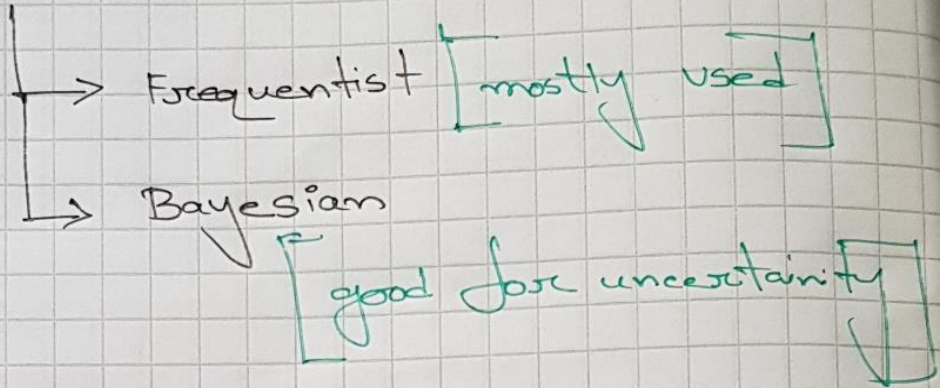 → Frequentist [mostly used]
→ Bayesian
[good for uncertainity]